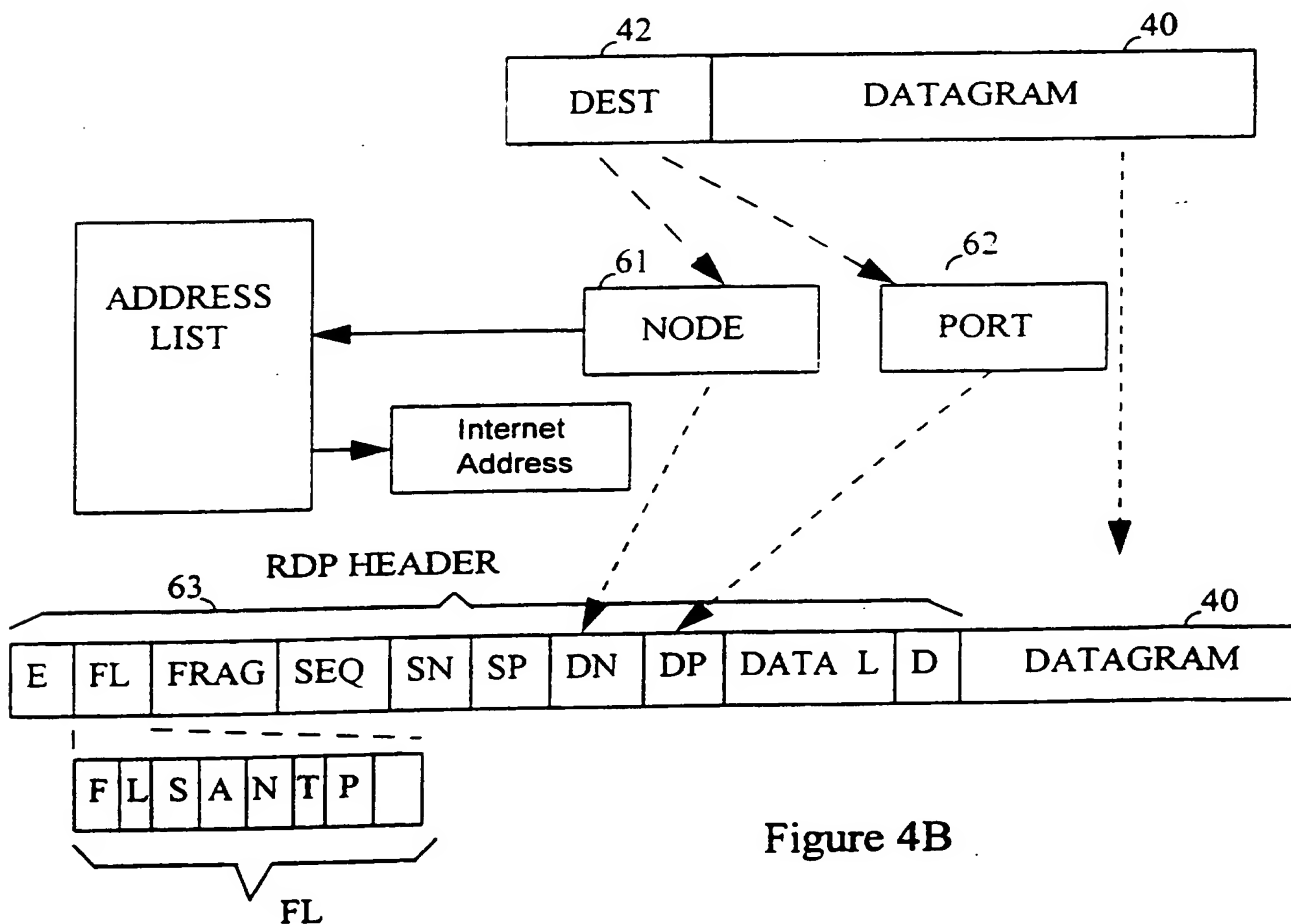 42
40
DEST
DATAGRAM
61
62
ADDRESS
LIST
NODE
PORT
Internet
Address
RDP HEADER
63
40
E FL FRAG SEQ SN SP DN DP DATA L D DATAGRAM
F L S A N T P
FL
Figure 4B